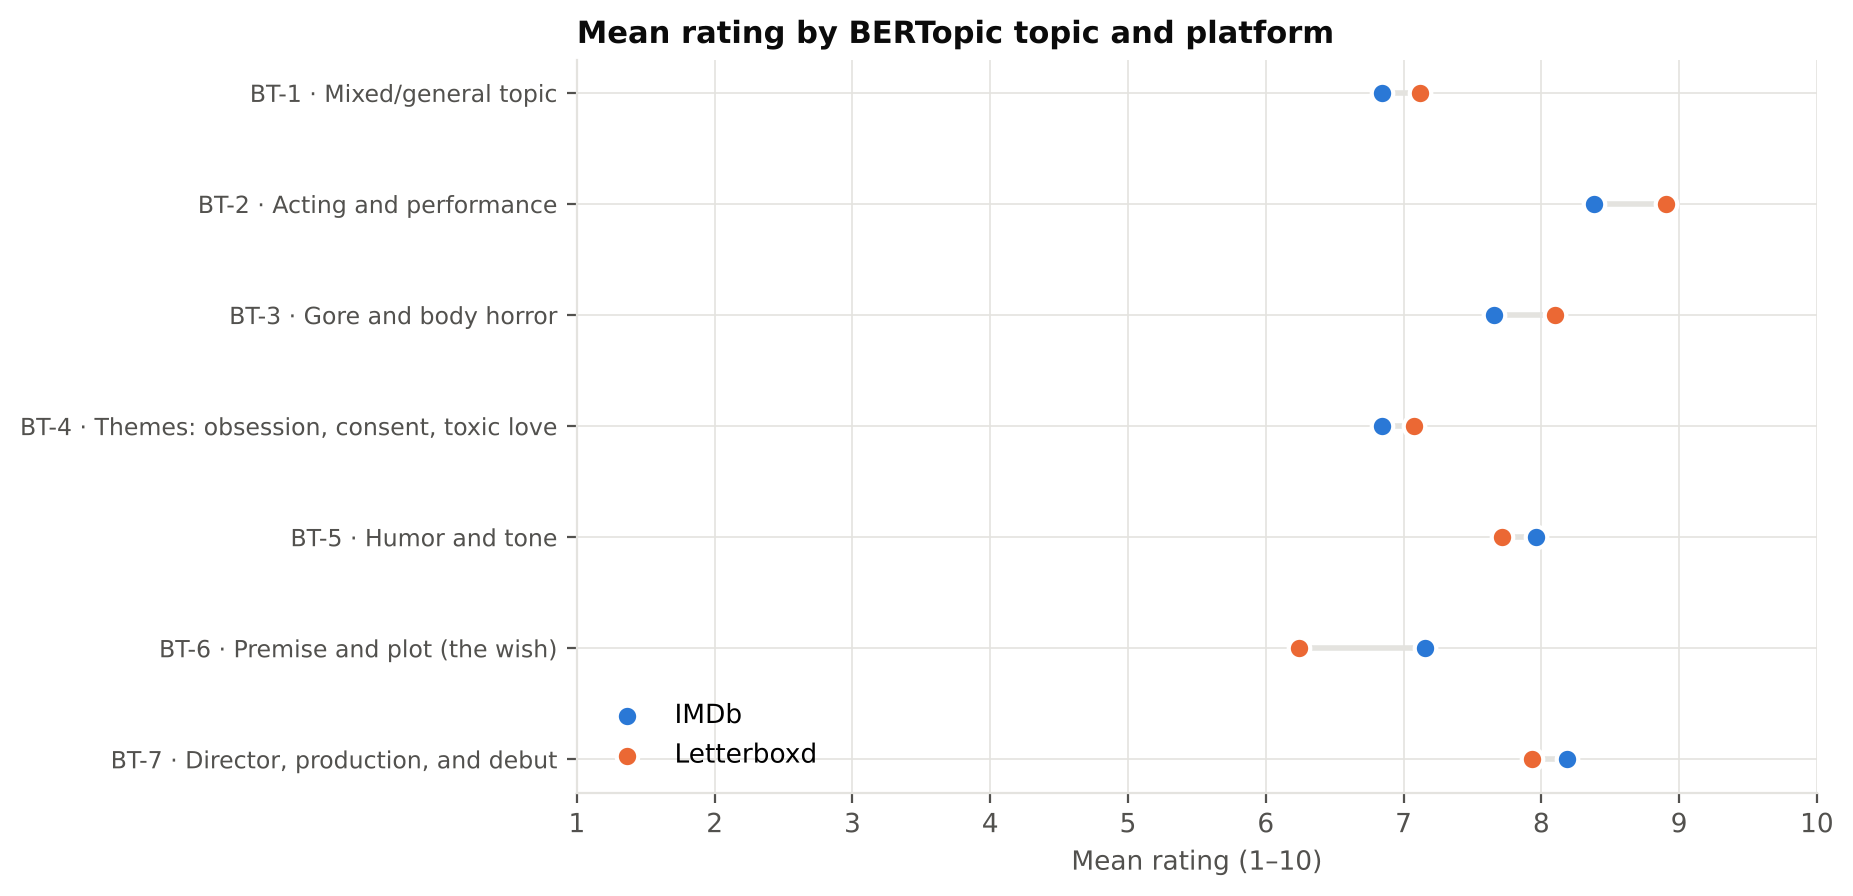 Mean rating by BERTopic topic and platform
BT-1 · Mixed/general topic
BT-2 · Acting and performance
BT-3 · Gore and body horror
BT-4 · Themes: obsession, consent, toxic love
BT-5 · Humor and tone
BT-6 · Premise and plot (the wish)
BT-7 · Director, production, and debut
IMDb
Letterboxd
1 2 3 4 5 6 7 8 9 10
Mean rating (1–10)